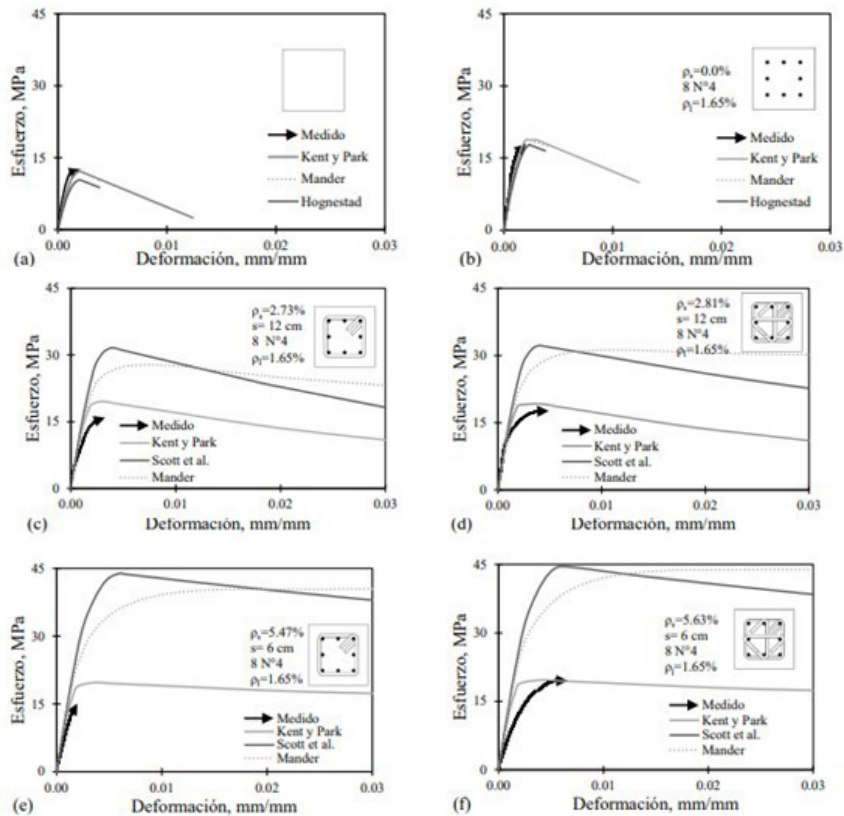 45
30
15
0
Esfuerzo, MPa
Medido
Kent y Park
Mander
Hognestad
0.00
0.01
0.02
0.03
(a)
Deformación, mm/mm
45
30
15
0
Esfuerzo, MPa
ρs=0.0%
8 N°4
ρl=1.65%
Medido
Kent y Park
Mander
Hognestad
0.00
0.01
0.02
0.03
(b)
Deformación, mm/mm
45
30
15
0
Esfuerzo, MPa
ρs=2.73%
s= 12 cm
8 N°4
ρl=1.65%
Medido
Kent y Park
Scott et al.
Mander
0.00
0.01
0.02
0.03
(c)
Deformación, mm/mm
45
30
15
0
Esfuerzo, MPa
ρs=2.81%
s= 12 cm
8 N°4
ρl=1.65%
Medido
Kent y Park
Scott et al.
Mander
0.00
0.01
0.02
0.03
(d)
Deformación, mm/mm
45
30
15
0
Esfuerzo, MPa
ρs=5.47%
s= 6 cm
8 N°4
ρl=1.65%
Medido
Kent y Park
Scott et al.
Mander
0.00
0.01
0.02
0.03
(e)
Deformación, mm/mm
45
30
15
0
Esfuerzo, MPa
ρs=5.63%
s= 6 cm
8 N°4
ρl=1.65%
Medido
Kent y Park
Scott et al.
Mander
0.00
0.01
0.02
0.03
(f)
Deformación, mm/mm